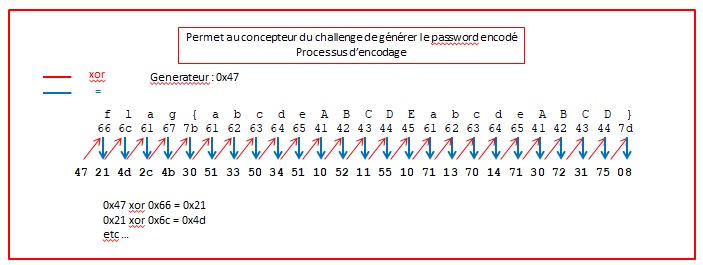 Permet au concepteur du challenge de générer le password encodé
Processus d'encodage
xor
Generateur : 0x47
=
f l a g { a b c d e A B C D E a b c d e A B C D }
66 6c 61 67 7b 61 62 63 64 65 41 42 43 44 45 61 62 63 64 65 41 42 43 44 7d
47 21 4d 2c 4b 30 51 33 50 34 51 10 52 11 55 10 71 13 70 14 71 30 72 31 75 08
0x47 xor 0x66 = 0x21
0x21 xor 0x6c = 0x4d
etc ...